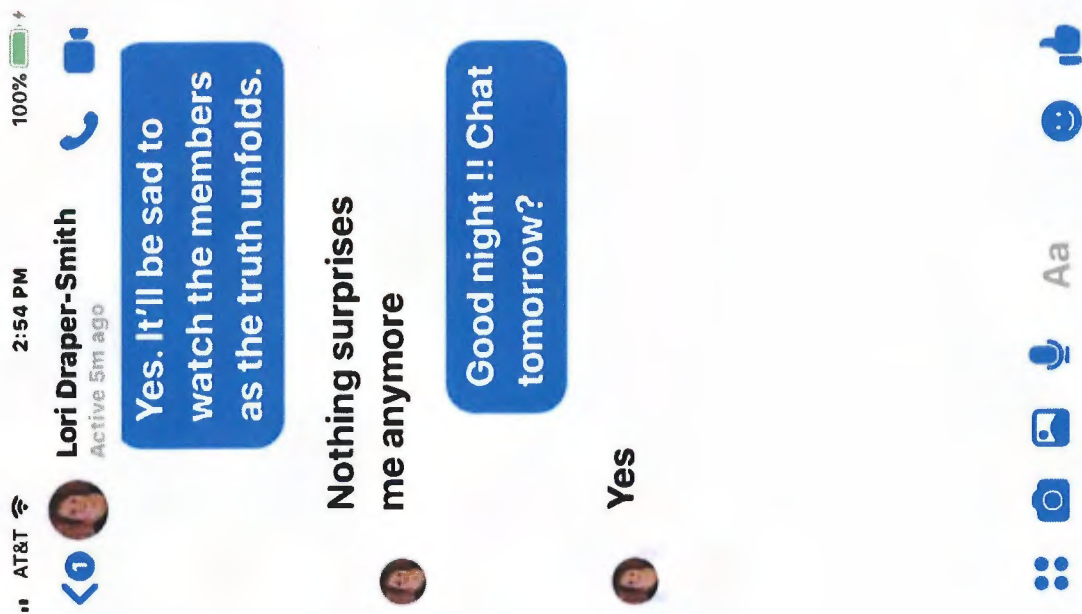 AT&T 2:54 PM 100%
1 Lori Draper-Smith
Active 5m ago
Yes. It'll be sad to
watch the members
as the truth unfolds.
Nothing surprises
me anymore
Good night !! Chat
tomorrow?
Yes
Aa